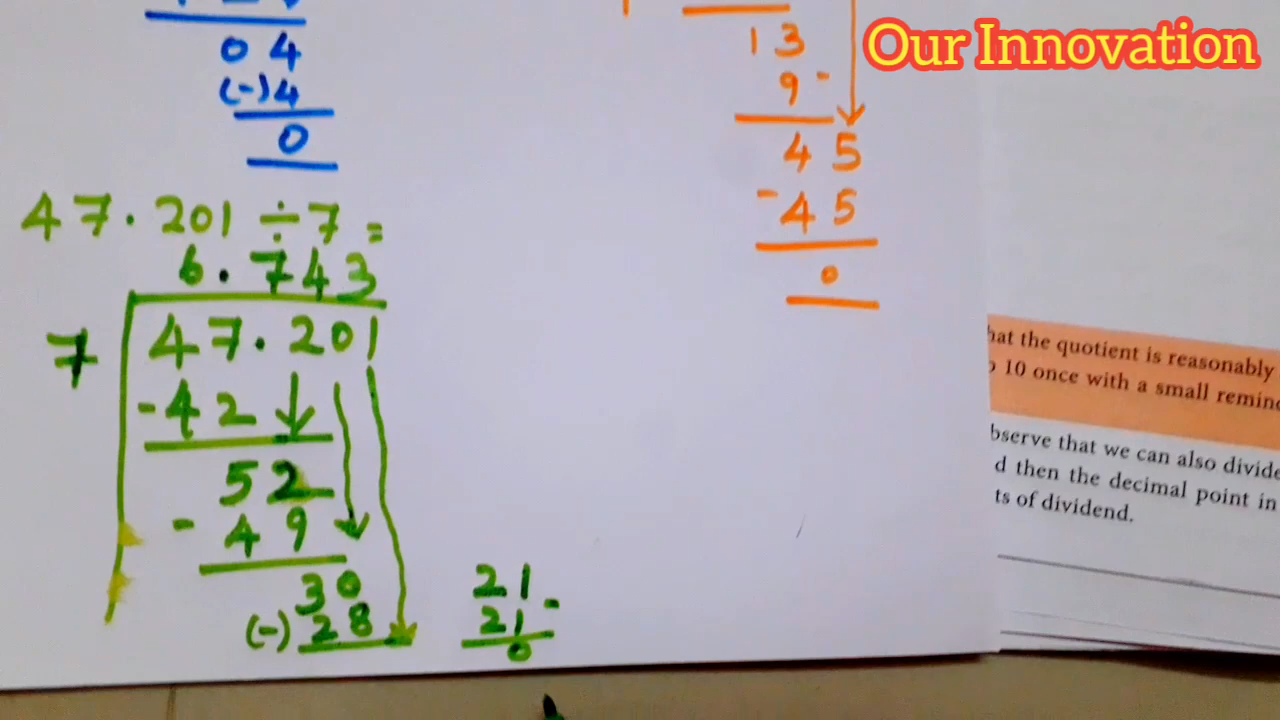 04
(-)4
0
47.201 ÷ 7 =
6.743
7 47.201
-42
52
- 49
30
(-) 28
21 -
21
0
13
9 -
45
- 45
0
Our Innovation
hat the quotient is reasonably
10 once with a small remin
bserve that we can also divide
d then the decimal point in
ts of dividend.